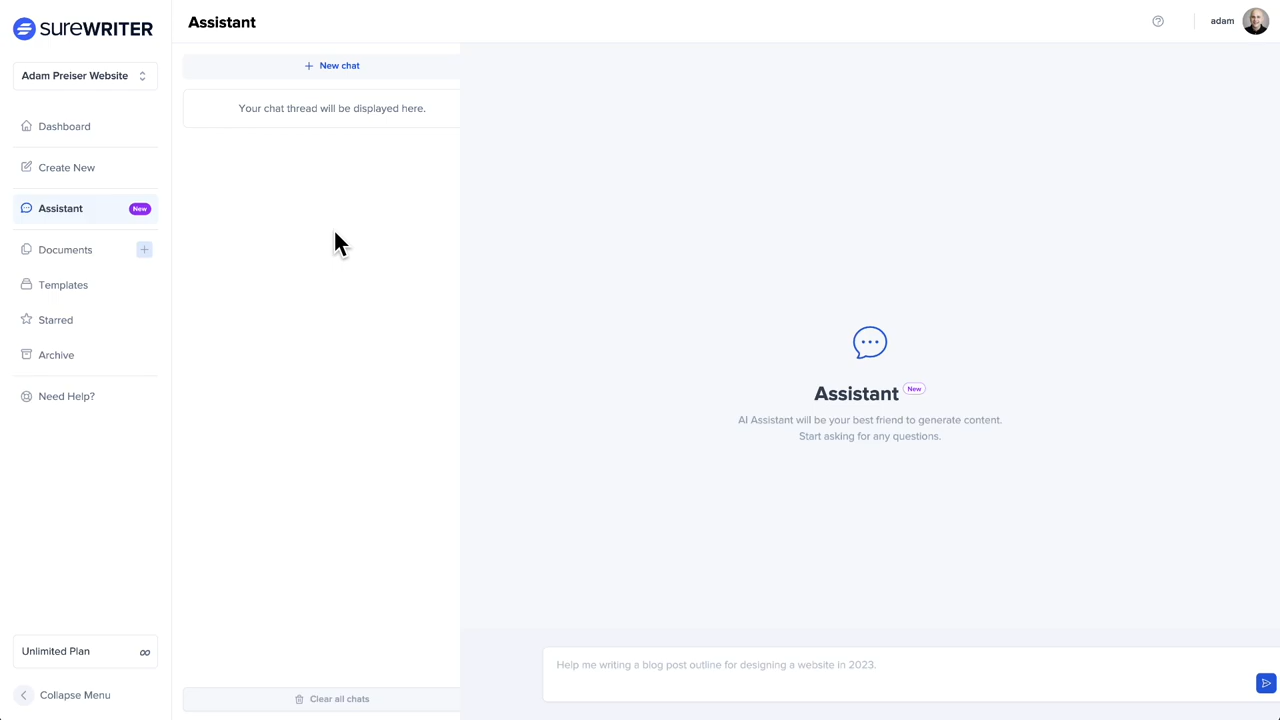 sureWRITER
Adam Preiser Website
Dashboard
Create New
Assistant New
Documents
Templates
Starred
Archive
Need Help?
Unlimited Plan
Collapse Menu
Assistant
adam
New chat
Your chat thread will be displayed here.
Clear all chats
Assistant New
AI Assistant will be your best friend to generate content.
Start asking for any questions.
Help me writing a blog post outline for designing a website in 2023.